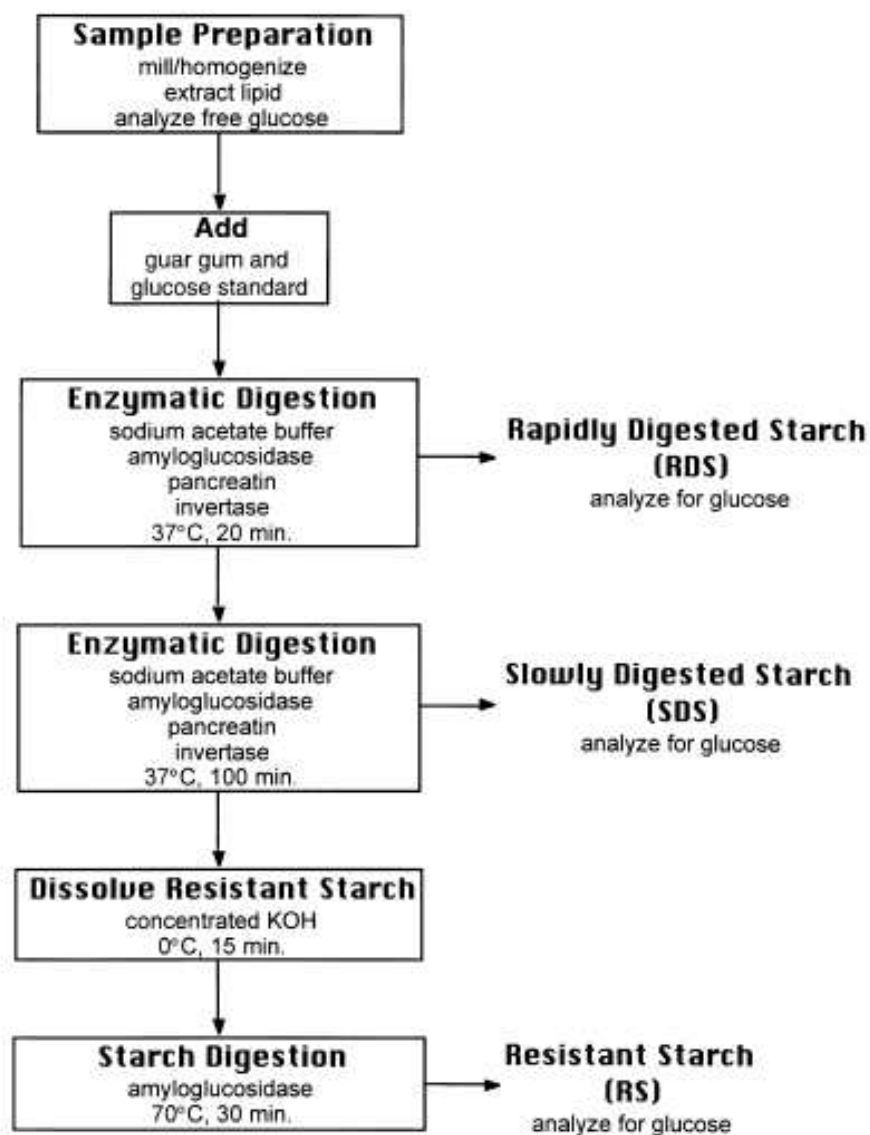 Sample Preparation
mill/homogenize
extract lipid
analyze free glucose
Add
guar gum and
glucose standard
Enzymatic Digestion
sodium acetate buffer
amyloglucosidase
pancreatin
invertase
37°C, 20 min.
Rapidly Digested Starch
(RDS)
analyze for glucose
Enzymatic Digestion
sodium acetate buffer
amyloglucosidase
pancreatin
invertase
37°C, 100 min.
Slowly Digested Starch
(SDS)
analyze for glucose
Dissolve Resistant Starch
concentrated KOH
0°C, 15 min.
Starch Digestion
amyloglucosidase
70°C, 30 min.
Resistant Starch
(RS)
analyze for glucose